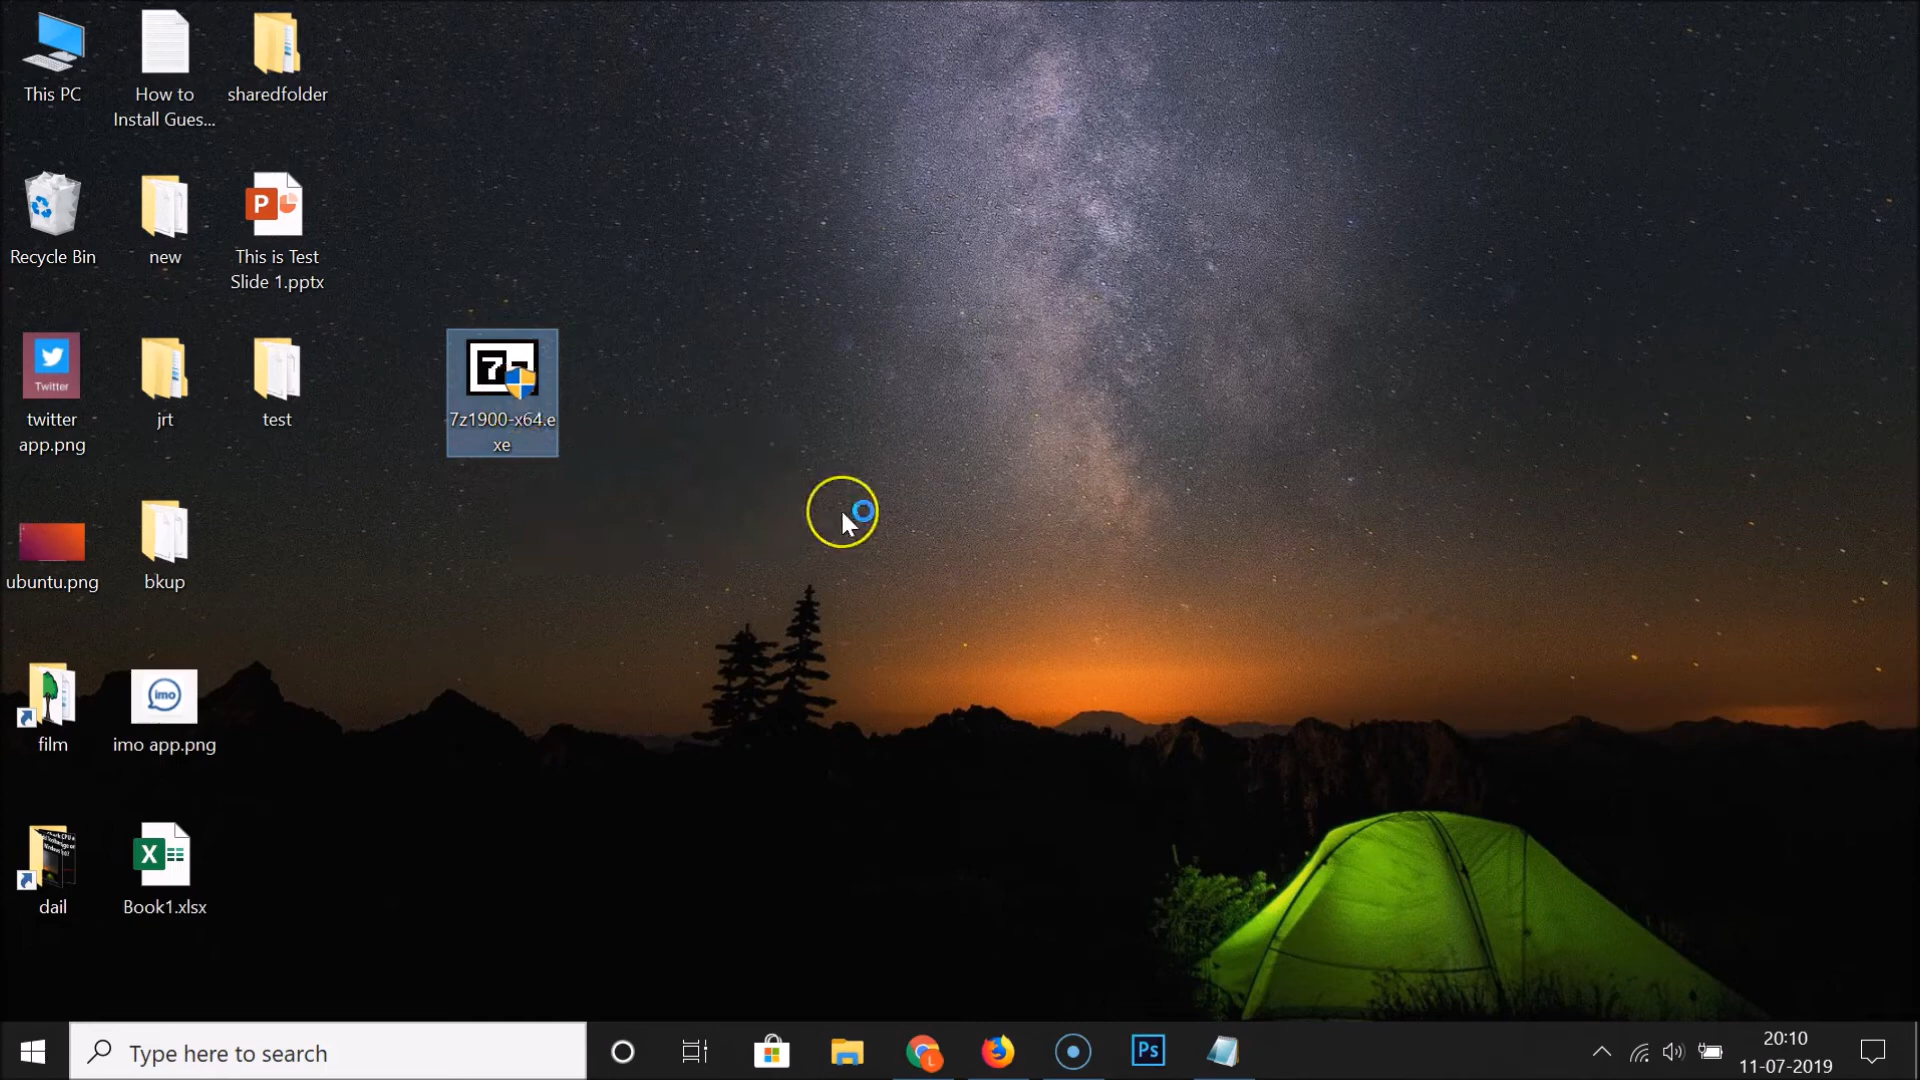 This PC
How to
Install Gues...
sharedfolder
Recycle Bin
new
P
This is Test
Slide 1.pptx
Twitter
twitter
app.png
jrt
test
7z
7z1900-x64.e
xe
ubuntu.png
bkup
film
imo
imo app.png
dail
X
Book1.xlsx
Type here to search
L
Ps
20:10
11-07-2019